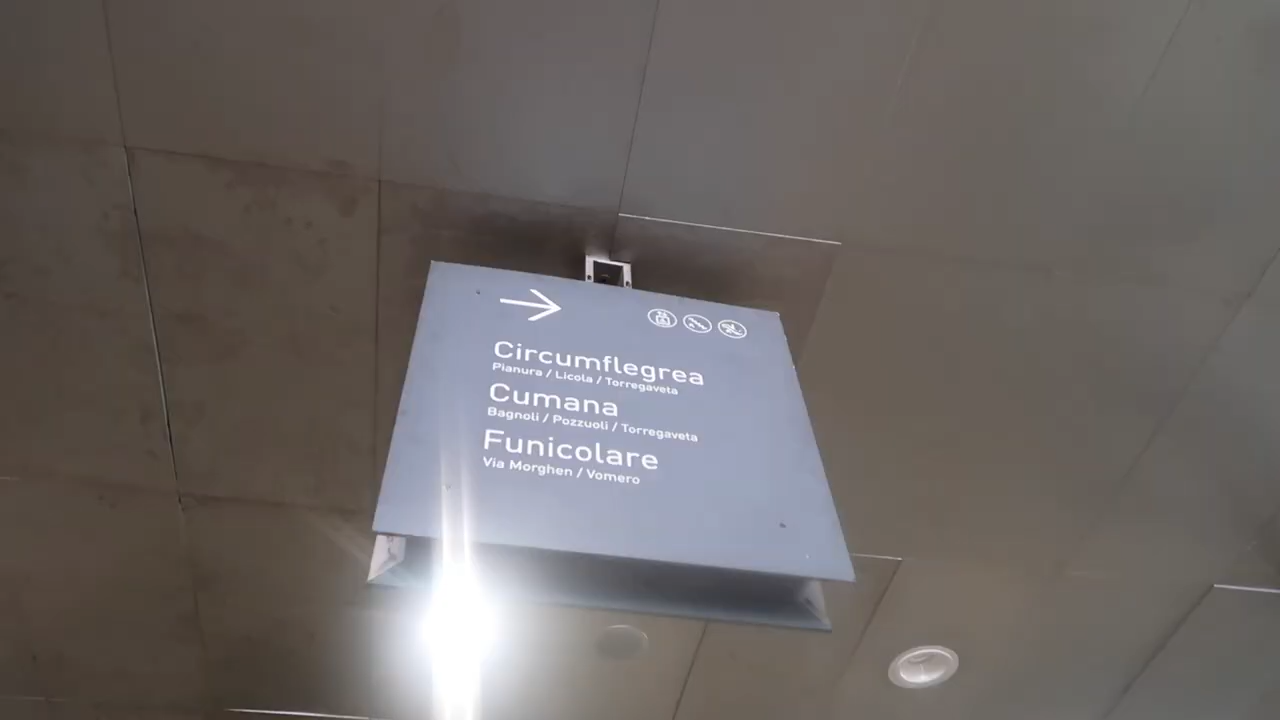 Circumflegrea
Pianura / Licola / Torregaveta
Cumana
Bagnoli / Pozzuoli / Torregaveta
Funicolare
Via Morghen / Vomero